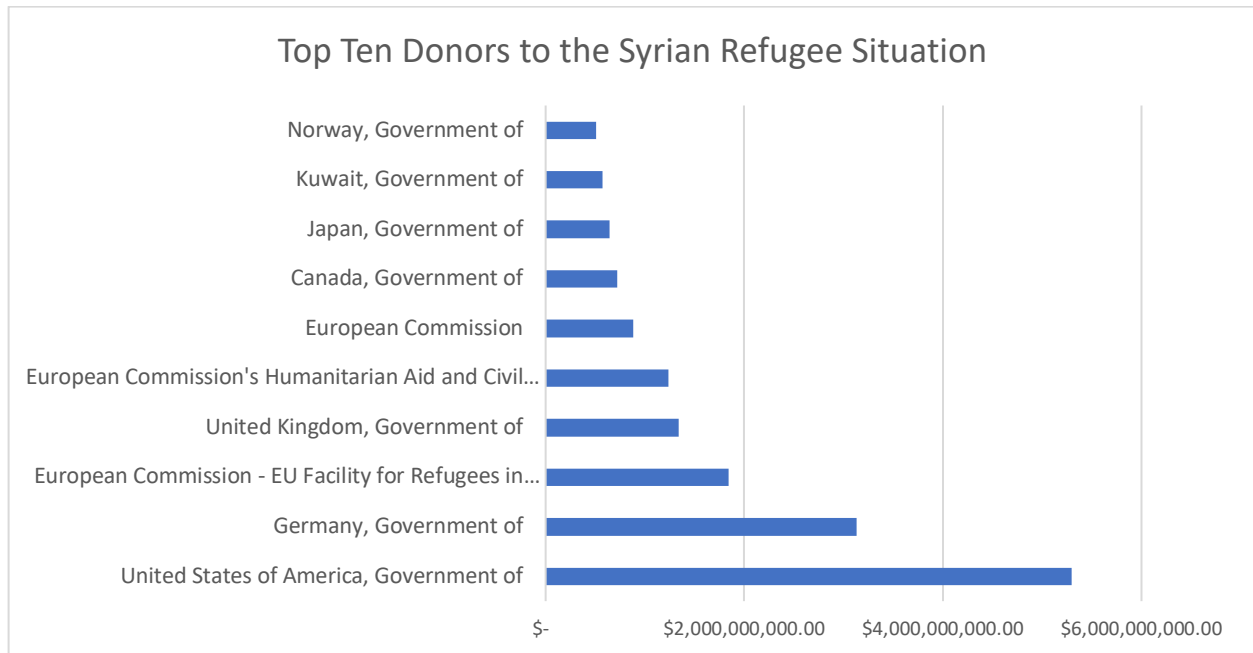 Top Ten Donors to the Syrian Refugee Situation
Norway, Government of
Kuwait, Government of
Japan, Government of
Canada, Government of
European Commission
European Commission's Humanitarian Aid and Civil...
United Kingdom, Government of
European Commission - EU Facility for Refugees in...
Germany, Government of
United States of America, Government of
$- $2,000,000,000.00 $4,000,000,000.00 $6,000,000,000.00